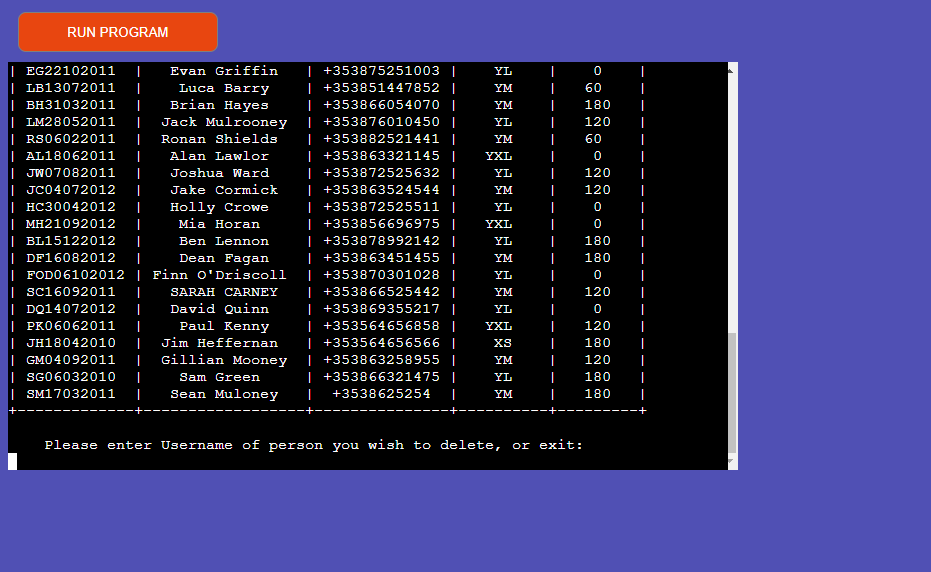 RUN PROGRAM
| EG22102011 | Evan Griffin | +353875251003 | YL | 0 |
| LB13072011 | Luca Barry | +353851447852 | YM | 60 |
| BH31032011 | Brian Hayes | +353866054070 | YM | 180 |
| LM28052011 | Jack Mulrooney | +353876010450 | YL | 120 |
| RS06022011 | Ronan Shields | +353882521441 | YM | 60 |
| AL18062011 | Alan Lawlor | +353863321145 | YXL | 0 |
| JW07082011 | Joshua Ward | +353872525632 | YL | 120 |
| JC04072012 | Jake Cormick | +353863524544 | YM | 120 |
| HC30042012 | Holly Crowe | +353872525511 | YL | 0 |
| MH21092012 | Mia Horan | +353856696975 | YXL | 0 |
| BL15122012 | Ben Lennon | +353878992142 | YL | 180 |
| DF16082012 | Dean Fagan | +353863451455 | YM | 180 |
| FOD06102012 | Finn O'Driscoll | +353870301028 | YL | 0 |
| SC16092011 | SARAH CARNEY | +353866525442 | YM | 120 |
| DQ14072012 | David Quinn | +353869355217 | YL | 0 |
| PK06062011 | Paul Kenny | +353564656858 | YXL | 120 |
| JH18042010 | Jim Heffernan | +353564656566 | XS | 180 |
| GM04092011 | Gillian Mooney | +353863258955 | YM | 120 |
| SG06032010 | Sam Green | +353866321475 | YL | 180 |
| SM17032011 | Sean Muloney | +3538625254 | YM | 180 |
+-------------+------------------+---------------+----------+---------+
Please enter Username of person you wish to delete, or exit: